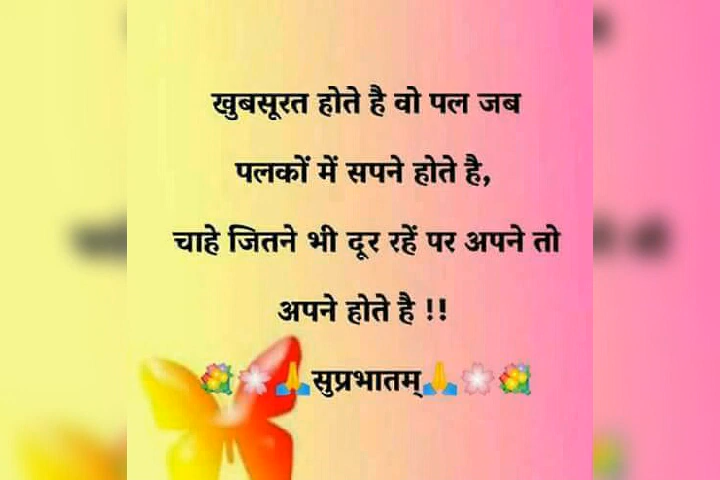 खुबसूरत होते है वो पल जब
पलकों में सपने होते है,
चाहे जितने भी दूर रहें पर अपने तो
अपने होते है !!
💐🌸🙏सुप्रभातम्🙏🌸💐